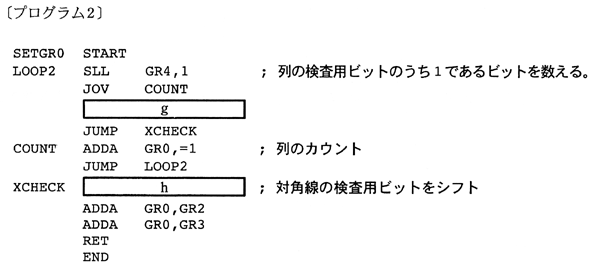 〔プログラム２〕
SETGR0 START
LOOP2 SLL GR4,1 ; 列の検査用ビットのうち１であるビットを数える。
JOV COUNT
g
JUMP XCHECK
COUNT ADDA GR0,=1 ; 列のカウント
JUMP LOOP2
XCHECK h ; 対角線の検査用ビットをシフト
ADDA GR0,GR2
ADDA GR0,GR3
RET
END